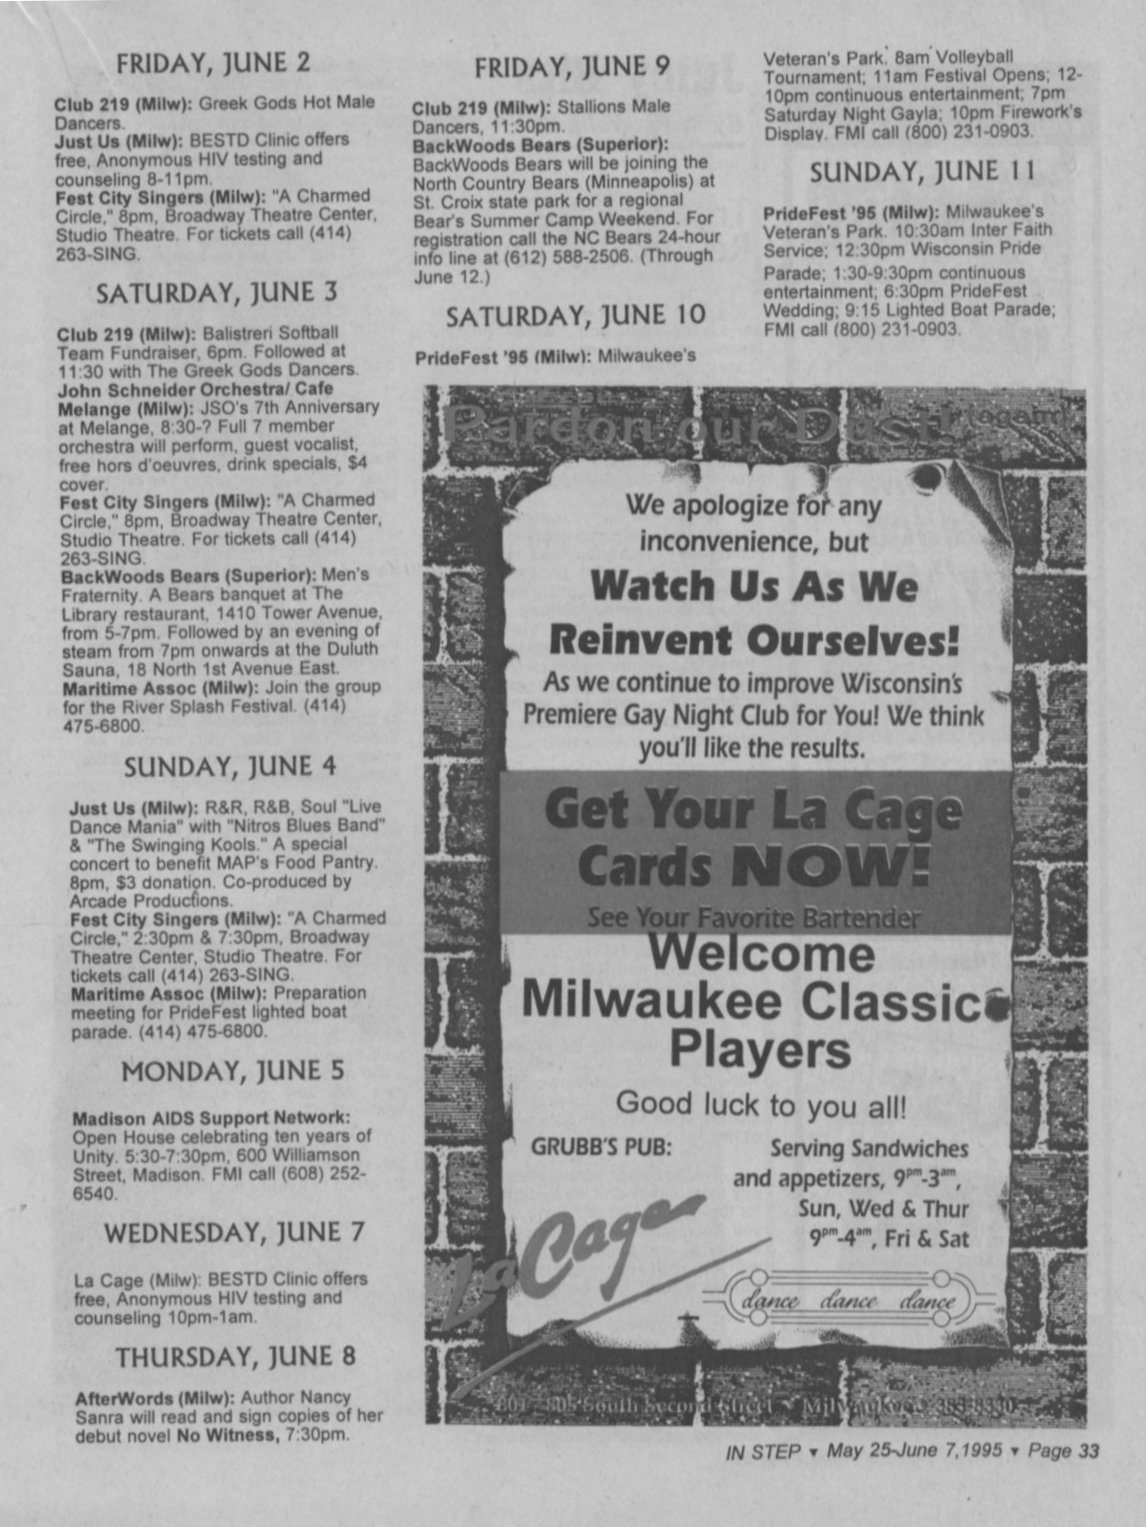 FRIDAY, JUNE 2
Club 219 (Milw): Greek Gods Hot Male
Dancers.
Just Us (Milw): BESTD Clinic offers
free, Anonymous HIV testing and
counseling 8-11pm.
Fest City Singers (Milw): "A Charmed
Circle," 8pm, Broadway Theatre Center,
Studio Theatre. For tickets call (414)
263-SING.
SATURDAY, JUNE 3
Club 219 (Milw): Balistreri Softball
Team Fundraiser, 6pm. Followed at
11:30 with The Greek Gods Dancers.
John Schneider Orchestra/ Cafe
Melange (Milw): JSO's 7th Anniversary
at Melange, 8:30-? Full 7 member
orchestra will perform, guest vocalist,
free hors d'oeuvres, drink specials, $4
cover.
Fest City Singers (Milw): "A Charmed
Circle," 8pm, Broadway Theatre Center,
Studio Theatre. For tickets call (414)
263-SING.
BackWoods Bears (Superior): Men's
Fraternity. A Bears banquet at The
Library restaurant, 1410 Tower Avenue,
from 5-7pm. Followed by an evening of
steam from 7pm onwards at the Duluth
Sauna, 18 North 1st Avenue East.
Maritime Assoc (Milw): Join the group
for the River Splash Festival. (414)
475-6800.
SUNDAY, JUNE 4
Just Us (Milw): R&R, R&B, Soul "Live
Dance Mania" with "Nitros Blues Band"
& "The Swinging Kools." A special
concert to benefit MAP's Food Pantry.
8pm, $3 donation. Co-produced by
Arcade Productions.
Fest City Singers (Milw): "A Charmed
Circle," 2:30pm & 7:30pm, Broadway
Theatre Center, Studio Theatre. For
tickets call (414) 263-SING.
Maritime Assoc (Milw): Preparation
meeting for PrideFest lighted boat
parade. (414) 475-6800.
MONDAY, JUNE 5
Madison AIDS Support Network:
Open House celebrating ten years of
Unity. 5:30-7:30pm, 600 Williamson
Street, Madison. FMI call (608) 252-
6540.
WEDNESDAY, JUNE 7
La Cage (Milw): BESTD Clinic offers
free, Anonymous HIV testing and
counseling 10pm-1am.
THURSDAY, JUNE 8
AfterWords (Milw): Author Nancy
Sanra will read and sign copies of her
debut novel No Witness, 7:30pm.
FRIDAY, JUNE 9
Club 219 (Milw): Stallions Male
Dancers, 11:30pm.
BackWoods Bears (Superior):
BackWoods Bears will be joining the
North Country Bears (Minneapolis) at
St. Croix state park for a regional
Bear's Summer Camp Weekend. For
registration call the NC Bears 24-hour
info line at (612) 588-2506. (Through
June 12.)
SATURDAY, JUNE 10
PrideFest '95 (Milw): Milwaukee's
Veteran's Park. 8am Volleyball
Tournament; 11am Festival Opens; 12-
10pm continuous entertainment; 7pm
Saturday Night Gayla; 10pm Firework's
Display. FMI call (800) 231-0903.
SUNDAY, JUNE 11
PrideFest '95 (Milw): Milwaukee's
Veteran's Park. 10:30am Inter Faith
Service; 12:30pm Wisconsin Pride
Parade; 1:30-9:30pm continuous
entertainment; 6:30pm PrideFest
Wedding; 9:15 Lighted Boat Parade;
FMI call (800) 231-0903.
Pardon our Dust
We apologize for any
inconvenience, but
Watch Us As We
Reinvent Ourselves!
As we continue to improve Wisconsin's
Premiere Gay Night Club for You! We think
you'll like the results.
Get Your La Cage
Cards NOW!
See Your Favorite Bartender
Welcome
Milwaukee Classic
Players
Good luck to you all!
GRUBB'S PUB: Serving Sandwiches
and appetizers, 9pm-3am,
Sun, Wed & Thur
9pm-4am, Fri & Sat
La Cage
dance dance dance
801 - 805 South Second Street Milwaukee 383-8330
IN STEP ▾ May 25-June 7,1995 ▾ Page 33